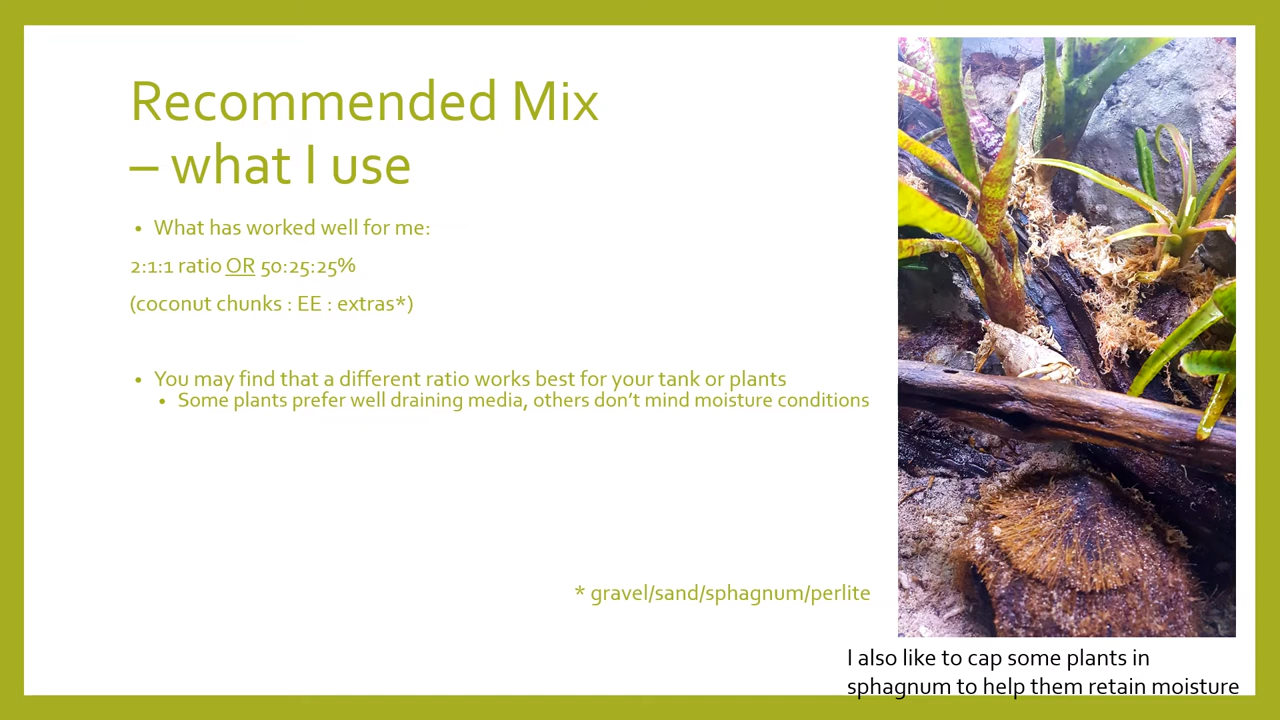 Recommended Mix
– what I use
• What has worked well for me:
2:1:1 ratio OR 50:25:25%
(coconut chunks : EE : extras*)
• You may find that a different ratio works best for your tank or plants
• Some plants prefer well draining media, others don’t mind moisture conditions
* gravel/sand/sphagnum/perlite
I also like to cap some plants in
sphagnum to help them retain moisture